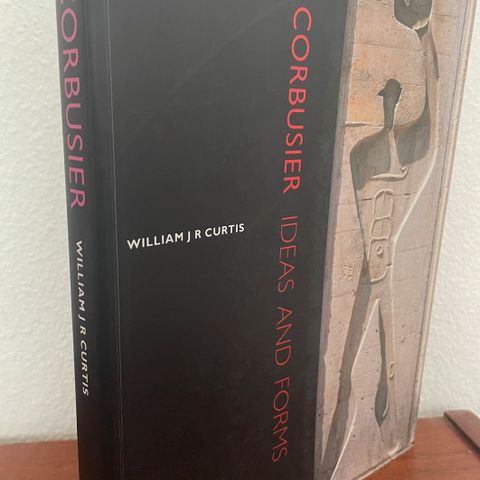 CORBUSIER
WILLIAM J R CURTIS
WILLIAM J R CURTIS
CORBUSIER IDEAS AND FORMS